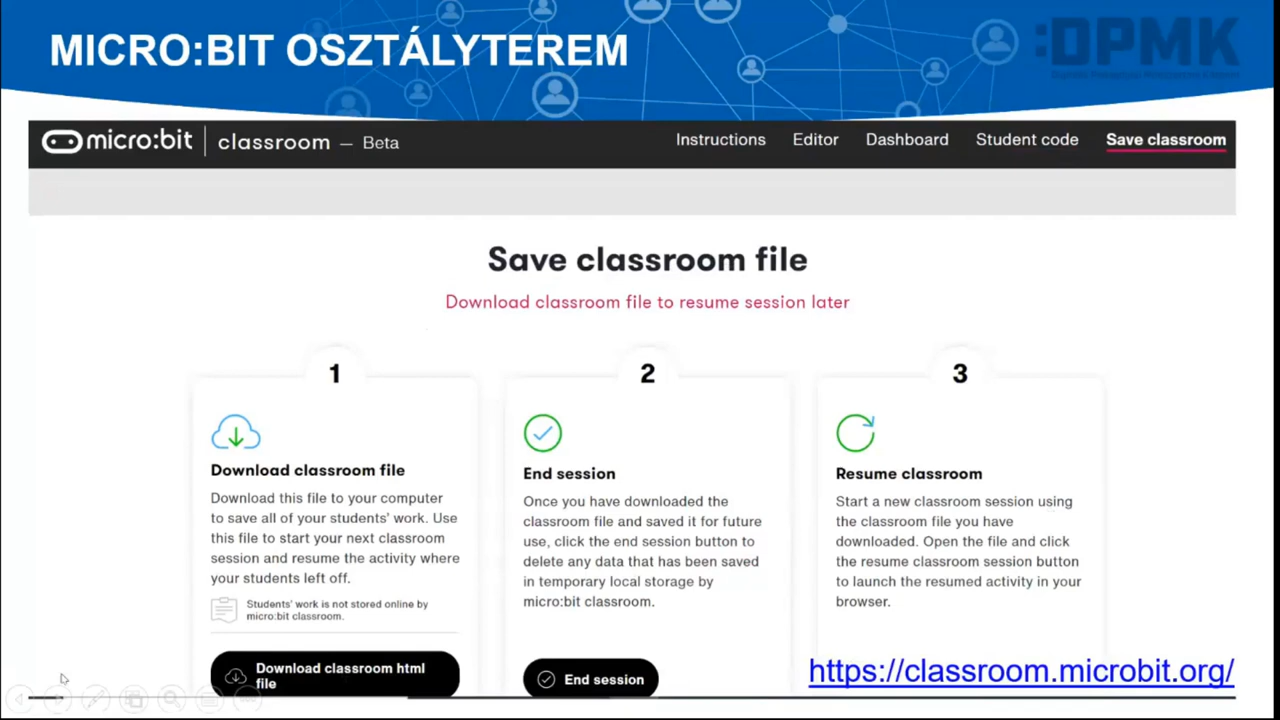 MICRO:BIT OSZTÁLYTEREM
:DPMK
micro:bit | classroom — Beta
Instructions Editor Dashboard Student code Save classroom
Save classroom file
Download classroom file to resume session later
1
Download classroom file
Download this file to your computer
to save all of your students' work. Use
this file to start your next classroom
session and resume the activity where
your students left off.
Students' work is not stored online by
micro:bit classroom.
Download classroom html
file
2
End session
Once you have downloaded the
classroom file and saved it for future
use, click the end session button to
delete any data that has been saved
in temporary local storage by
micro:bit classroom.
End session
3
Resume classroom
Start a new classroom session using
the classroom file you have
downloaded. Open the file and click
the resume classroom session button
to launch the resumed activity in your
browser.
https://classroom.microbit.org/